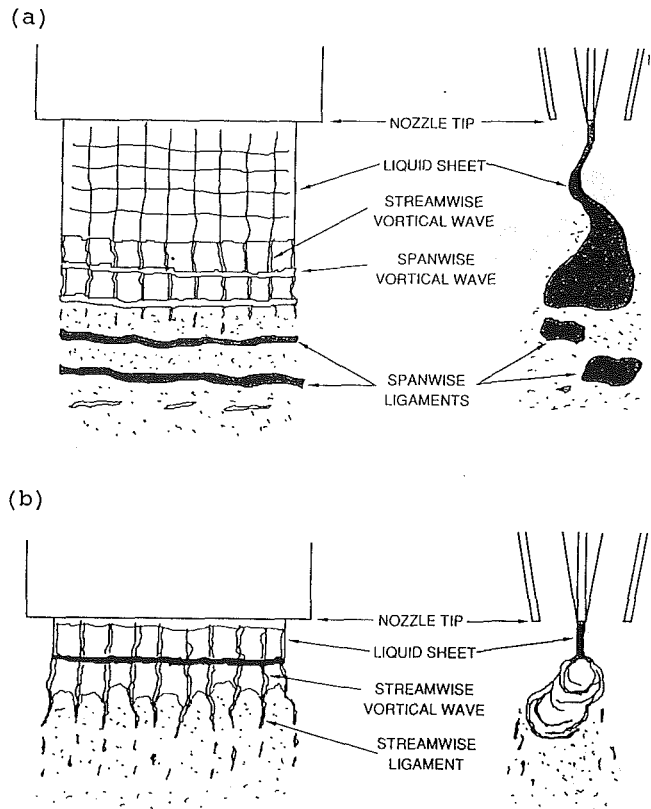 (a)
NOZZLE TIP
LIQUID SHEET
STREAMWISE
VORTICAL WAVE
SPANWISE
VORTICAL WAVE
SPANWISE
LIGAMENTS
(b)
NOZZLE TIP
LIQUID SHEET
STREAMWISE
VORTICAL WAVE
STREAMWISE
LIGAMENT